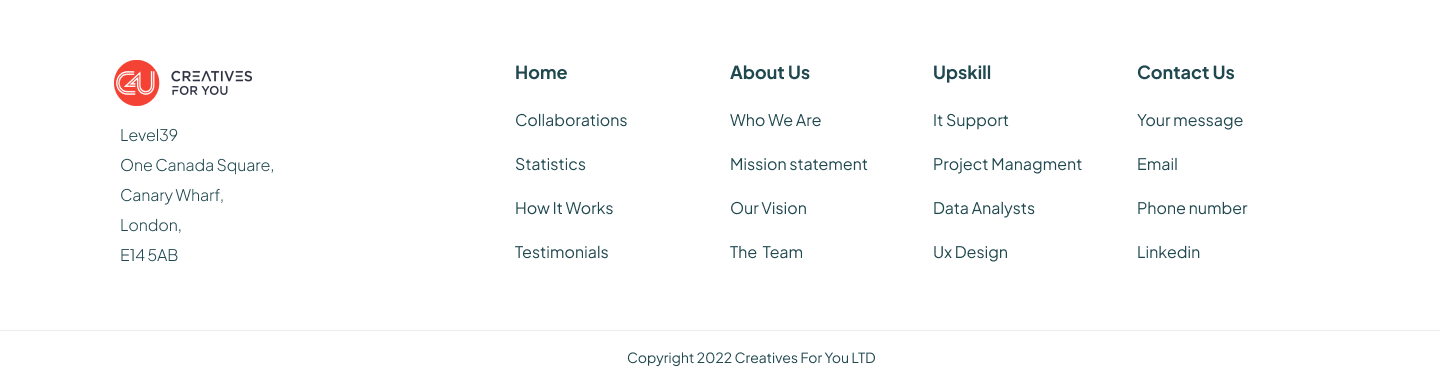 C4U
CREATIVES
FOR YOU
Level39
One Canada Square,
Canary Wharf,
London,
E14 5AB
Home
Collaborations
Statistics
How It Works
Testimonials
About Us
Who We Are
Mission statement
Our Vision
The Team
Upskill
It Support
Project Managment
Data Analysts
Ux Design
Contact Us
Your message
Email
Phone number
Linkedin
Copyright 2022 Creatives For You LTD